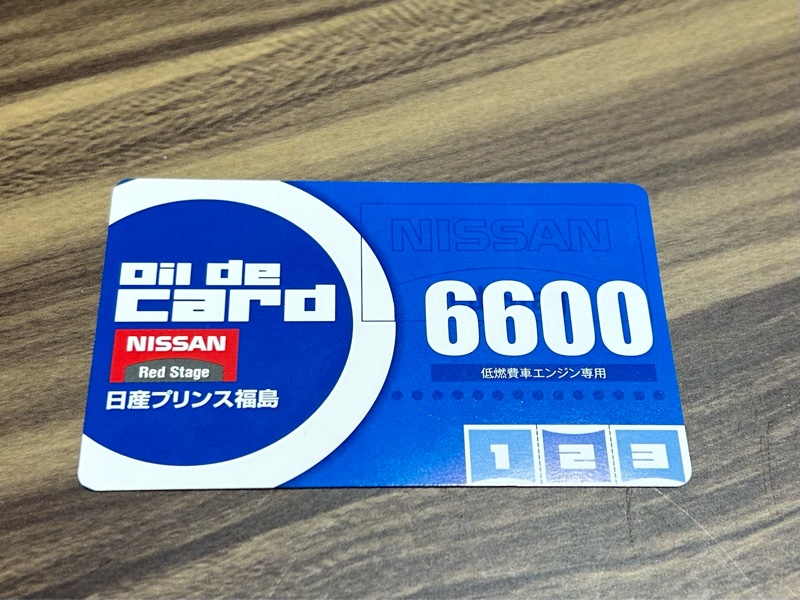 oil de
card
NISSAN
Red Stage
日産プリンス福島
NISSAN
6600
低燃費車エンジン専用
1 2 3